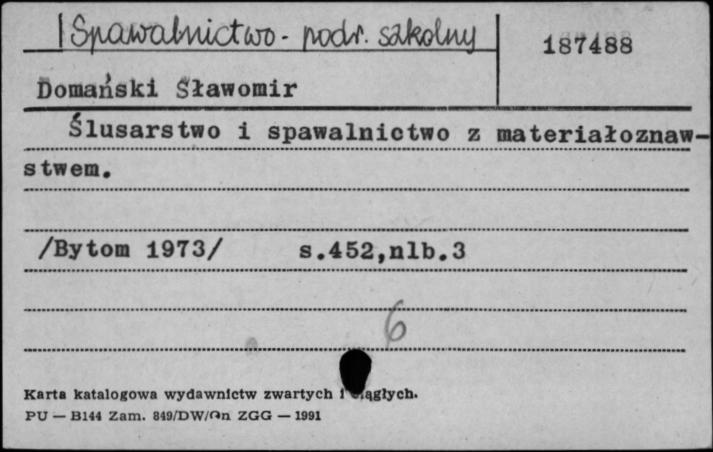 Spawalnictwo - podr. szkolny
187488
Domański Sławomir
Ślusarstwo i spawalnictwo z materiałoznaw-
stwem.
/Bytom 1973/ s.452,nlb.3
6
Karta katalogowa wydawnictw zwartych i ciągłych.
PU — B144 Zam. 849/DW/Qn ZGG — 1991